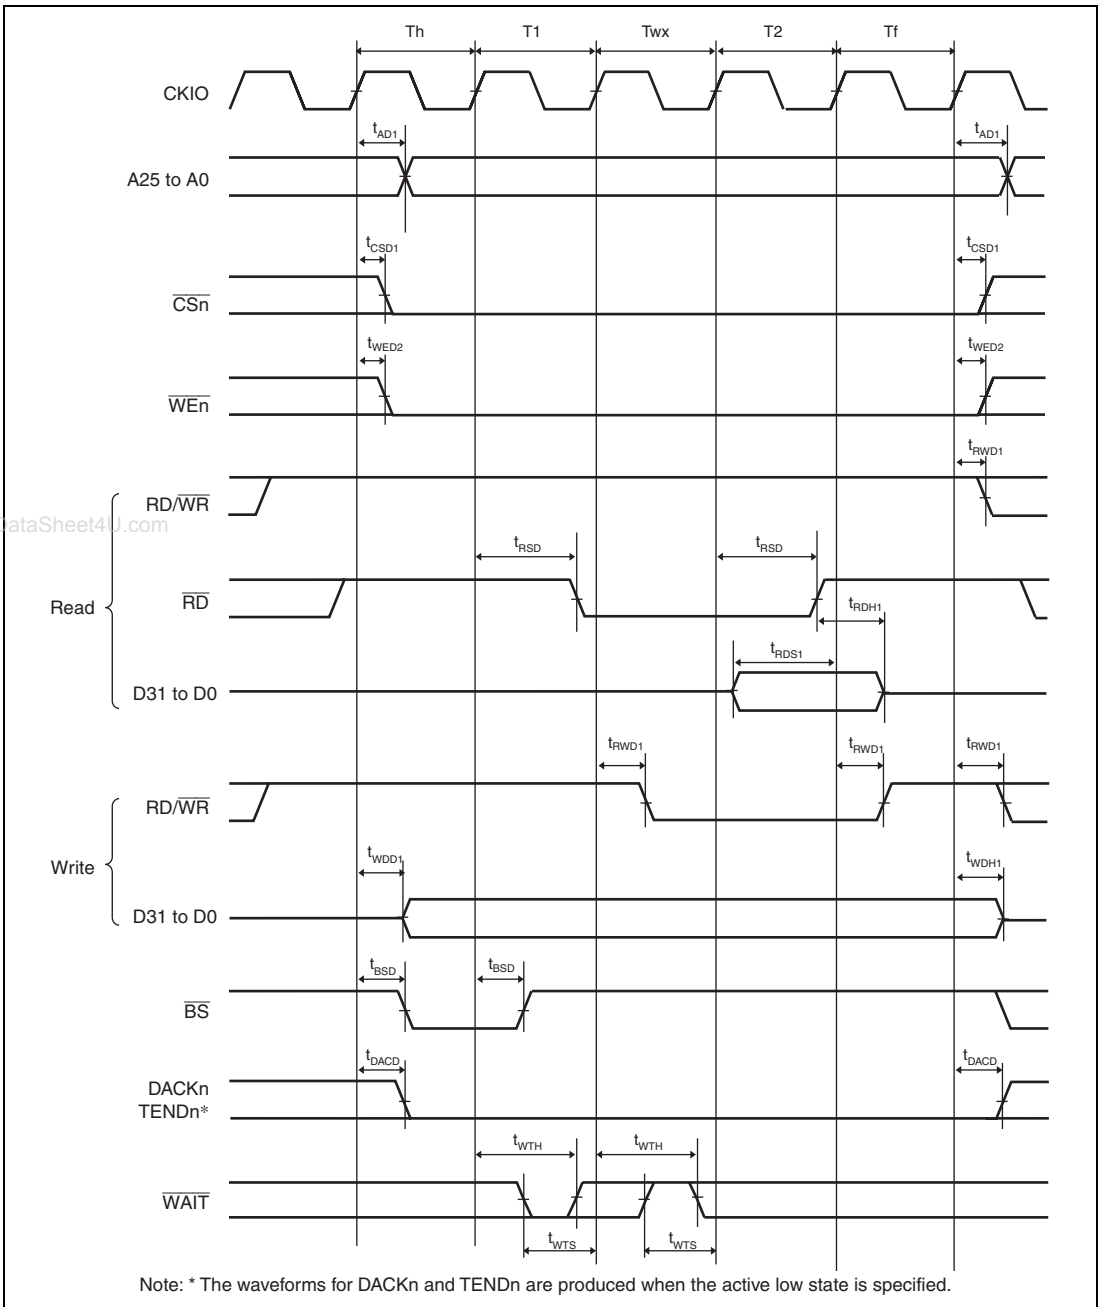 Th T1 Twx T2 Tf
CKIO
tAD1 tAD1
A25 to A0
tCSD1 tCSD1
CSn
tWED2 tWED2
WEn
tRWD1
RD/WR
DataSheet4U.com
tRSD tRSD
Read
RD
tRDH1
tRDS1
D31 to D0
tRWD1 tRWD1 tRWD1
RD/WR
Write
tWDD1 tWDH1
D31 to D0
tBSD tBSD
BS
tDACD tDACD
DACKn
TENDn*
tWTH tWTH
WAIT
tWTS tWTS
Note: * The waveforms for DACKn and TENDn are produced when the active low state is specified.